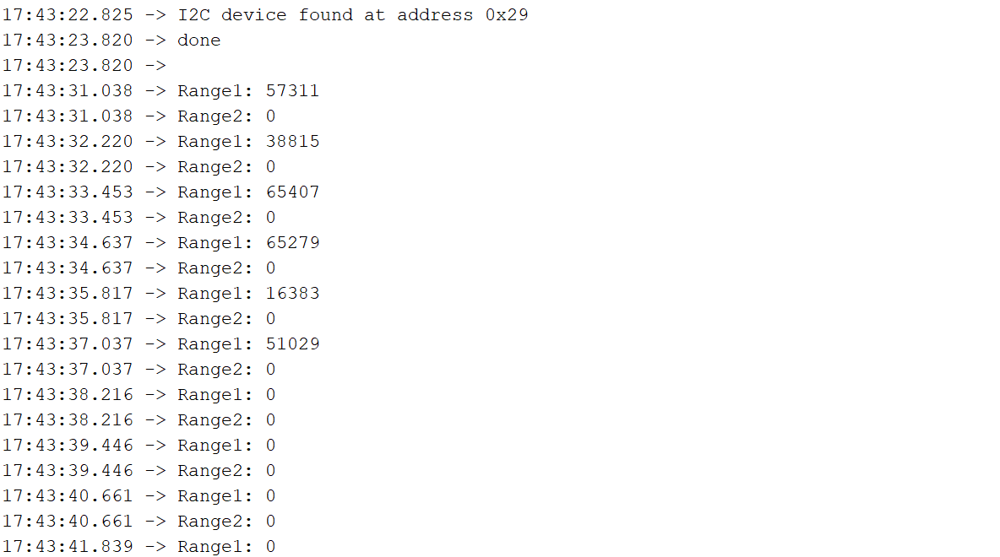 17:43:22.825 -> I2C device found at address 0x29
17:43:23.820 -> done
17:43:23.820 ->
17:43:31.038 -> Range1: 57311
17:43:31.038 -> Range2: 0
17:43:32.220 -> Range1: 38815
17:43:32.220 -> Range2: 0
17:43:33.453 -> Range1: 65407
17:43:33.453 -> Range2: 0
17:43:34.637 -> Range1: 65279
17:43:34.637 -> Range2: 0
17:43:35.817 -> Range1: 16383
17:43:35.817 -> Range2: 0
17:43:37.037 -> Range1: 51029
17:43:37.037 -> Range2: 0
17:43:38.216 -> Range1: 0
17:43:38.216 -> Range2: 0
17:43:39.446 -> Range1: 0
17:43:39.446 -> Range2: 0
17:43:40.661 -> Range1: 0
17:43:40.661 -> Range2: 0
17:43:41.839 -> Range1: 0